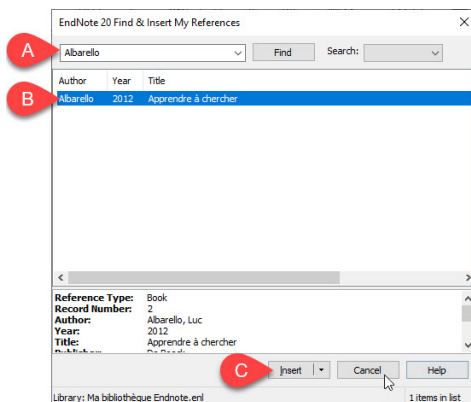 EndNote 20 Find & Insert My References
A
Albarello
Find
Search:
Author Year Title
B
Albarello 2012 Apprendre à chercher
Reference Type: Book
Record Number: 2
Author: Albarello, Luc
Year: 2012
Title: Apprendre à chercher
C
Insert
Cancel
Help
Library: Ma bibliothèque Endnote.enl
1 items in list